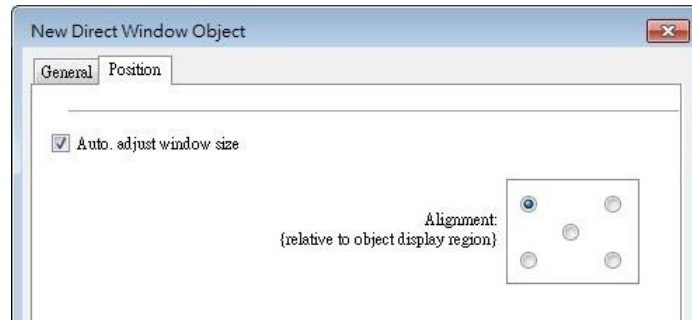 New Direct Window Object
General Position
Auto. adjust window size
Alignment:
{relative to object display region}